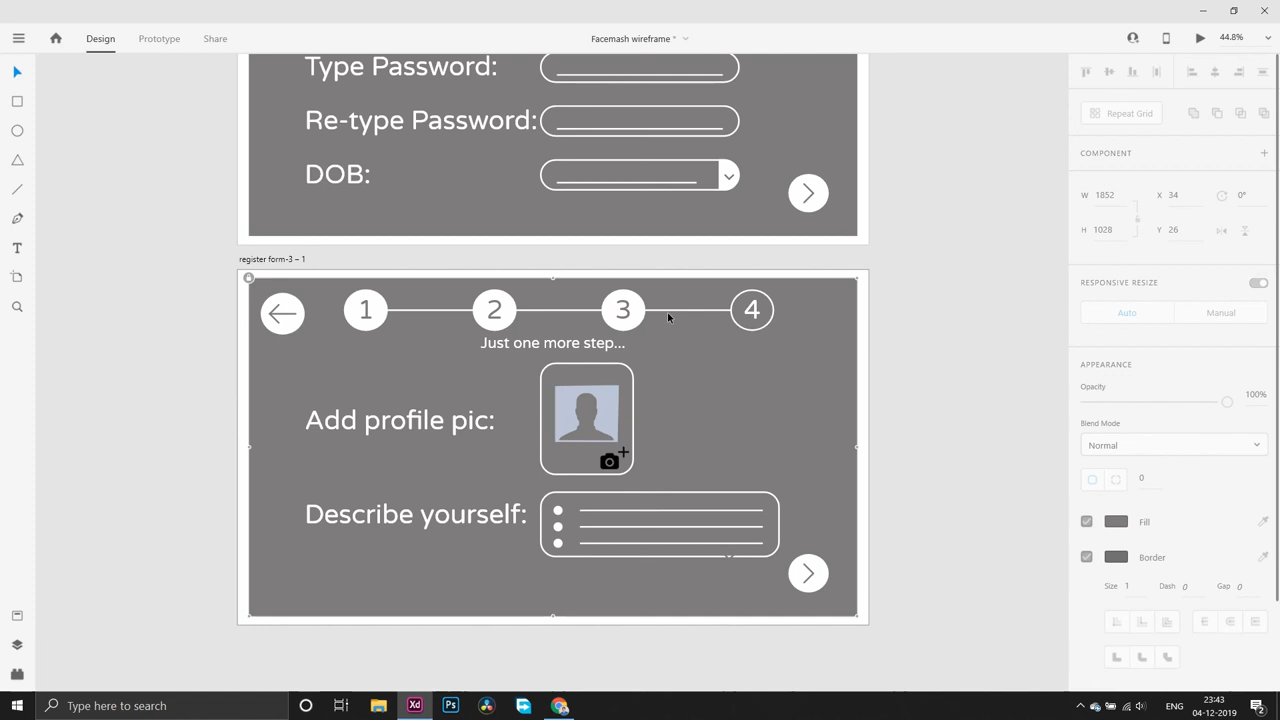 Design
Prototype
Share
Facemash wireframe *
44.8%
Type Password:
Re-type Password:
DOB:
register form-3 – 1
1
2
3
4
Just one more step...
Add profile pic:
Describe yourself:
Repeat Grid
COMPONENT
W 1852
X 34
0°
H 1028
Y 26
RESPONSIVE RESIZE
Auto
Manual
APPEARANCE
Opacity
100%
Blend Mode
Normal
0
Fill
Border
Size 1
Dash 0
Gap 0
Type here to search
Xd
Ps
ENG
23:43
04-12-2019
2